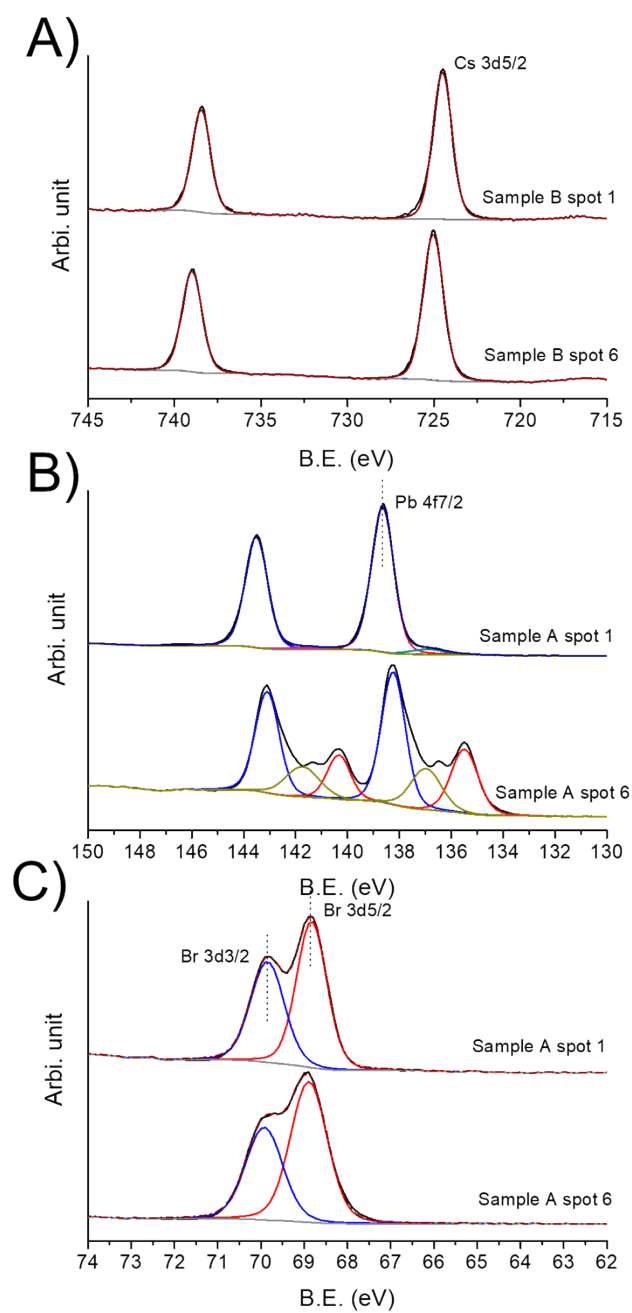 A)
Cs 3d5/2
Sample B spot 1
Sample B spot 6
Arbi. unit
745 740 735 730 725 720 715
B.E. (eV)
B)
Pb 4f7/2
Sample A spot 1
Sample A spot 6
Arbi. unit
150 148 146 144 142 140 138 136 134 132 130
B.E. (eV)
C)
Br 3d5/2
Br 3d3/2
Sample A spot 1
Sample A spot 6
Arbi. unit
74 73 72 71 70 69 68 67 66 65 64 63 62
B.E. (eV)